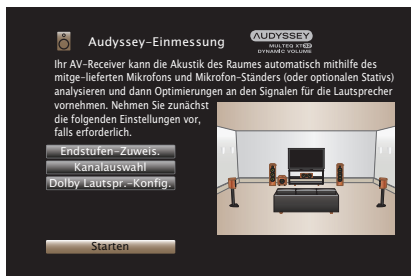 Audyssey-Einmessung
AUDYSSEY
MULTEQ XT32
DYNAMIC VOLUME
Ihr AV-Receiver kann die Akustik des Raumes automatisch mithilfe des
mitge-lieferten Mikrofons und Mikrofon-Ständers (oder optionalen Stativs)
analysieren und dann Optimierungen an den Signalen für die Lautsprecher
vornehmen. Nehmen Sie zunächst
die folgenden Einstellungen vor,
falls erforderlich.
Endstufen-Zuweis.
Kanalauswahl
Dolby Lautspr.-Konfig.
Starten